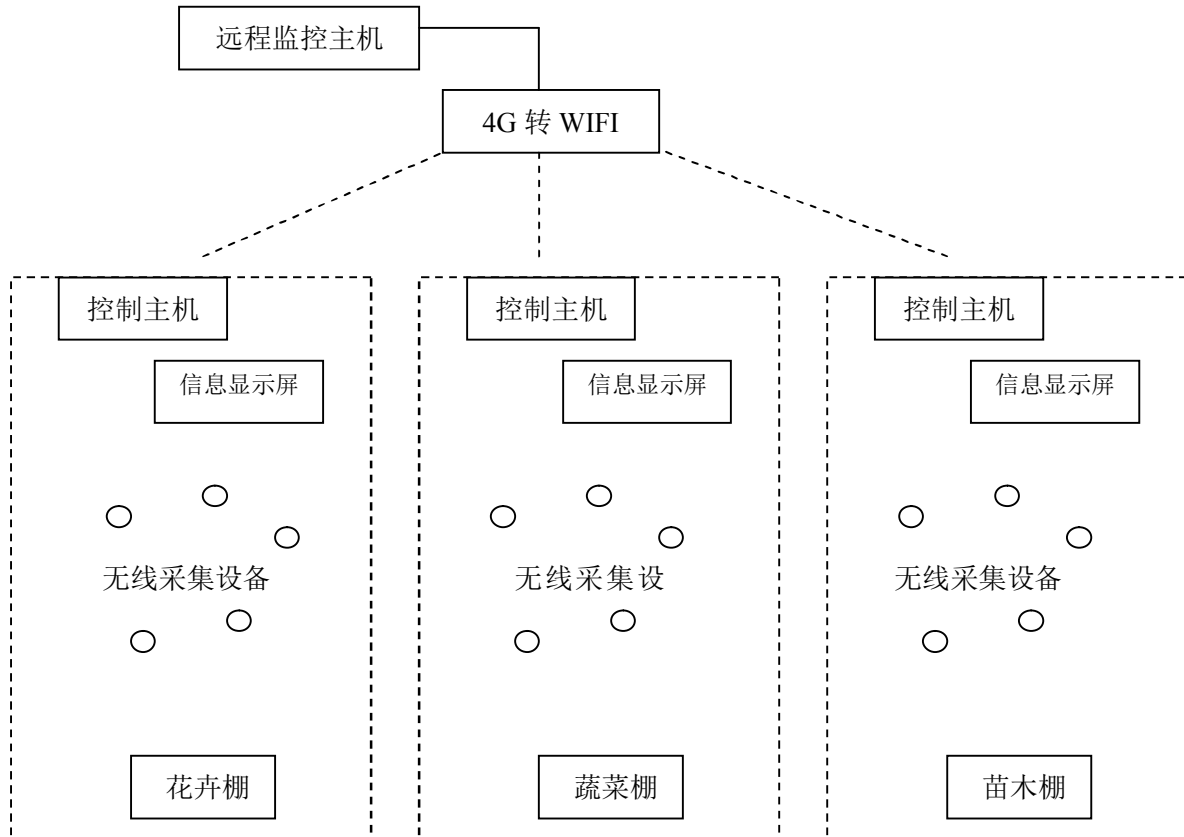 远程监控主机
4G 转 WIFI
控制主机
控制主机
控制主机
信息显示屏
信息显示屏
信息显示屏
无线采集设备
无线采集设
无线采集设备
花卉棚
蔬菜棚
苗木棚